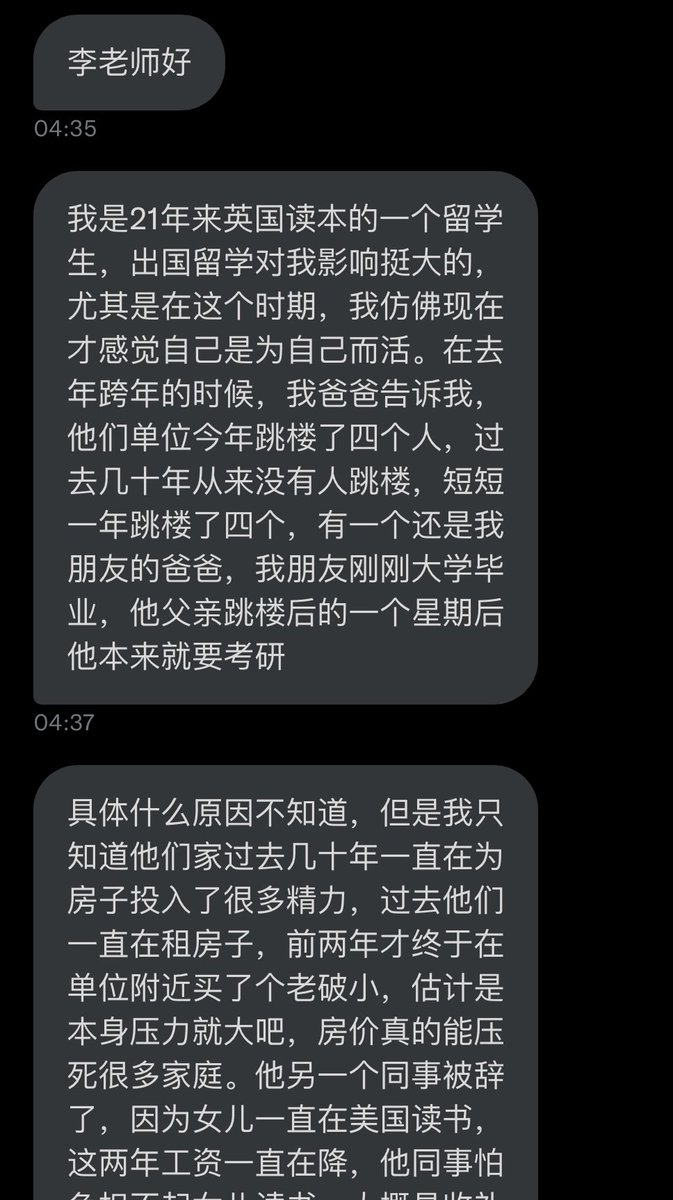 李老师好
04:35
我是21年来英国读本的一个留学
生，出国留学对我影响挺大的，
尤其是在这个时期，我仿佛现在
才感觉自己是为自己而活。在去
年跨年的时候，我爸爸告诉我，
他们单位今年跳楼了四个人，过
去几十年从来没有人跳楼，短短
一年跳楼了四个，有一个还是我
朋友的爸爸，我朋友刚刚大学毕
业，他父亲跳楼后的一个星期后
他本来就要考研
04:37
具体什么原因不知道，但是我只
知道他们家过去几十年一直在为
房子投入了很多精力，过去他们
一直在租房子，前两年才终于在
单位附近买了个老破小，估计是
本身压力就大吧，房价真的能压
死很多家庭。他另一个同事被辞
了，因为女儿一直在美国读书，
这两年工资一直在降，他同事怕